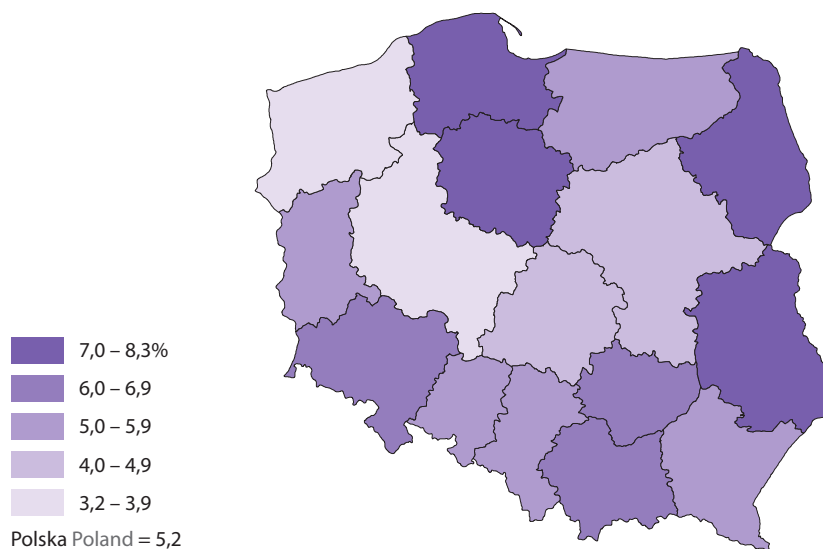 7,0 – 8,3%
6,0 – 6,9
5,0 – 5,9
4,0 – 4,9
3,2 – 3,9
Polska Poland = 5,2